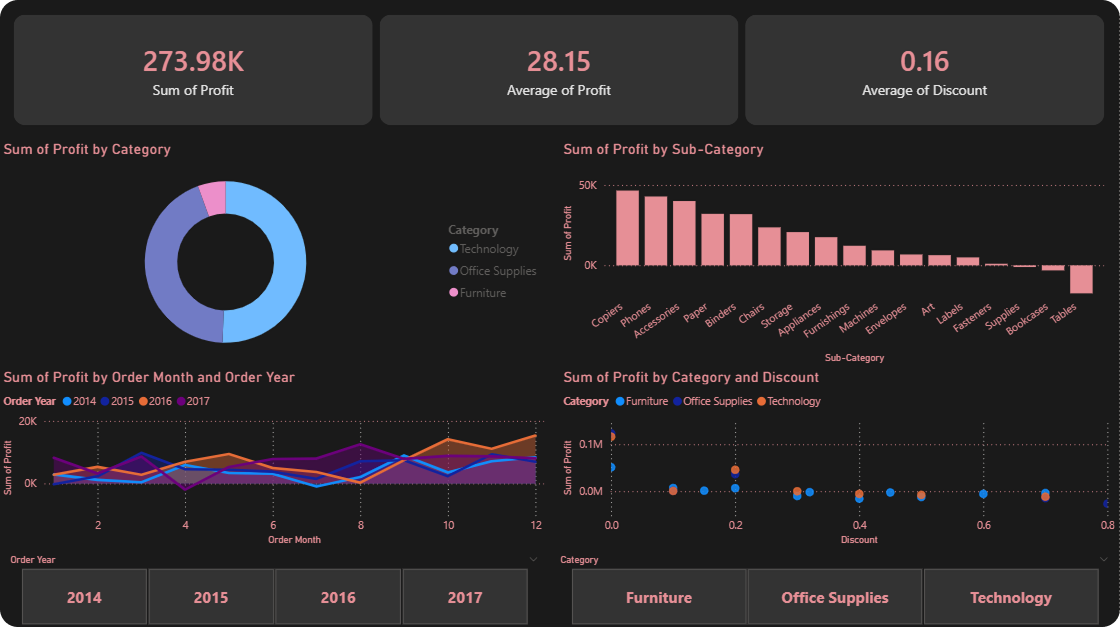 273.98K
Sum of Profit
28.15
Average of Profit
0.16
Average of Discount
Sum of Profit by Category
Category
Technology
Office Supplies
Furniture
Sum of Profit by Sub-Category
Sum of Profit
50K
0K
Copiers
Phones
Accessories
Paper
Binders
Chairs
Storage
Appliances
Furnishings
Machines
Envelopes
Art
Labels
Fasteners
Supplies
Bookcases
Tables
Sub-Category
Sum of Profit by Order Month and Order Year
Order Year 2014 2015 2016 2017
Sum of Profit
20K
0K
2 4 6 8 10 12
Order Month
Sum of Profit by Category and Discount
Category Furniture Office Supplies Technology
Sum of Profit
0.1M
0.0M
0.0 0.2 0.4 0.6 0.8
Discount
Order Year
2014 2015 2016 2017
Category
Furniture Office Supplies Technology